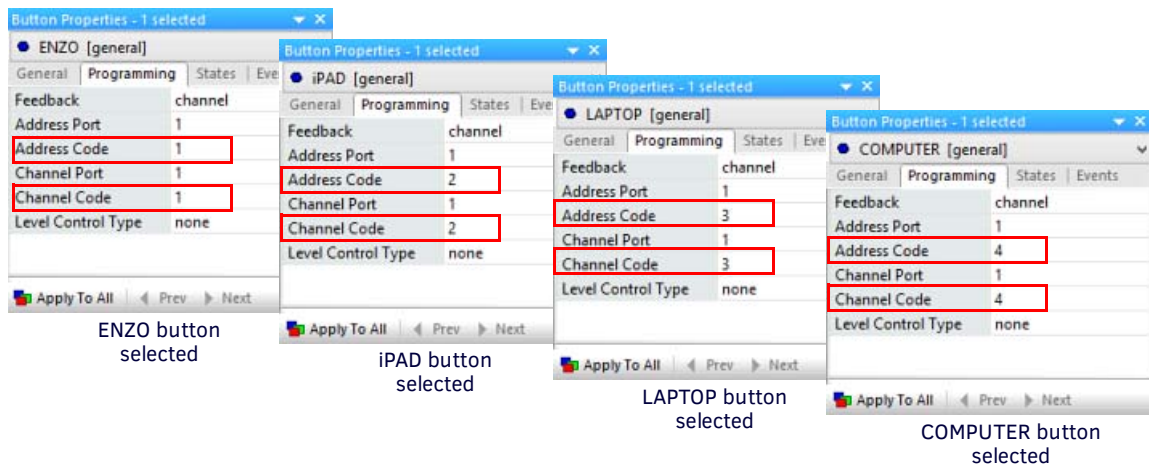 Button Properties - 1 selected
ENZO [general]
General Programming States Eve
Feedback channel
Address Port 1
Address Code 1
Channel Port 1
Channel Code 1
Level Control Type none
Apply To All Prev Next
ENZO button
selected
Button Properties - 1 selected
iPAD [general]
General Programming States Eve
Feedback channel
Address Port 1
Address Code 2
Channel Port 1
Channel Code 2
Level Control Type none
Apply To All Prev Next
iPAD button
selected
Button Properties - 1 selected
LAPTOP [general]
General Programming States Eve
Feedback channel
Address Port 1
Address Code 3
Channel Port 1
Channel Code 3
Level Control Type none
Apply To All Prev Next
LAPTOP button
selected
Button Properties - 1 selected
COMPUTER [general]
General Programming States Events
Feedback channel
Address Port 1
Address Code 4
Channel Port 1
Channel Code 4
Level Control Type none
Apply To All Prev Next
COMPUTER button
selected